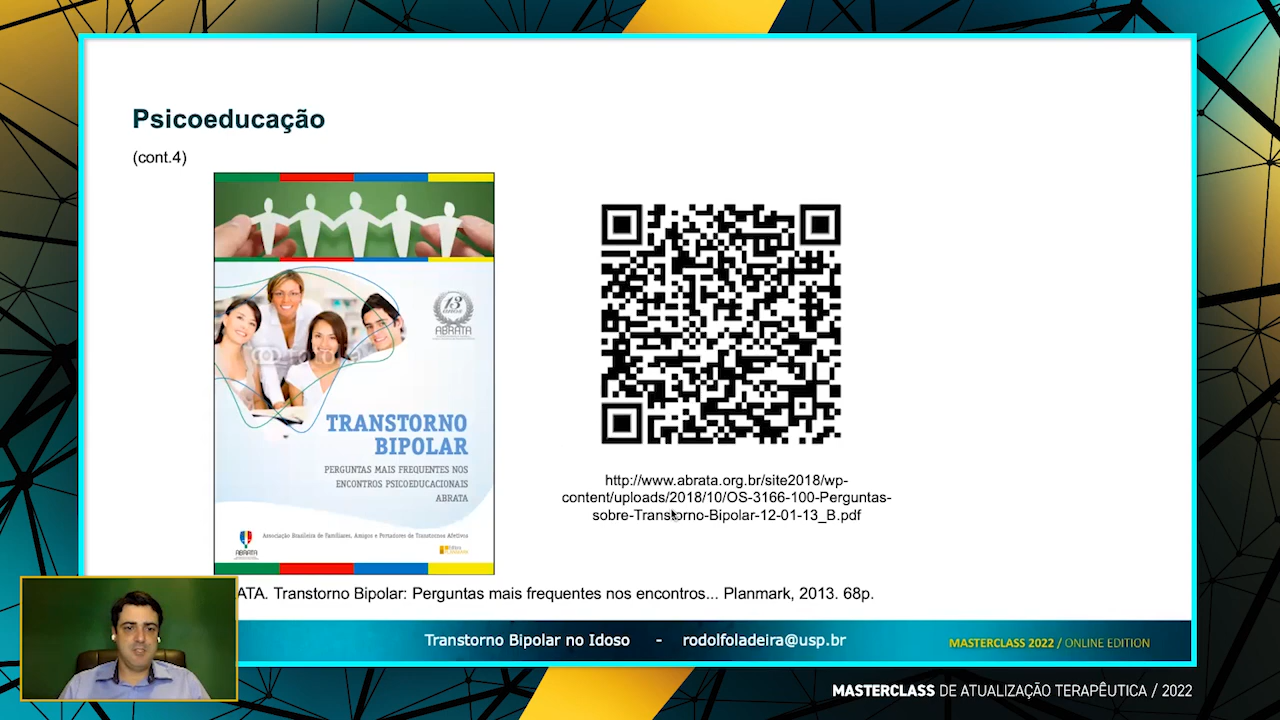 Psicoeducação
(cont.4)
13
ABRATA
TRANSTORNO
BIPOLAR
PERGUNTAS MAIS FREQUENTES NOS
ENCONTROS PSICOEDUCACIONAIS
ABRATA
Associação Brasileira de Familiares, Amigos e Portadores de Transtornos Afetivos
ABRATA
http://www.abrata.org.br/site2018/wp-
content/uploads/2018/10/OS-3166-100-Perguntas-
sobre-Transtorno-Bipolar-12-01-13_B.pdf
ATA. Transtorno Bipolar: Perguntas mais frequentes nos encontros... Planmark, 2013. 68p.
Transtorno Bipolar no Idoso - rodolfoladeira@usp.br
MASTERCLASS 2022 / ONLINE EDITION
MASTERCLASS DE ATUALIZAÇÃO TERAPÊUTICA / 2022